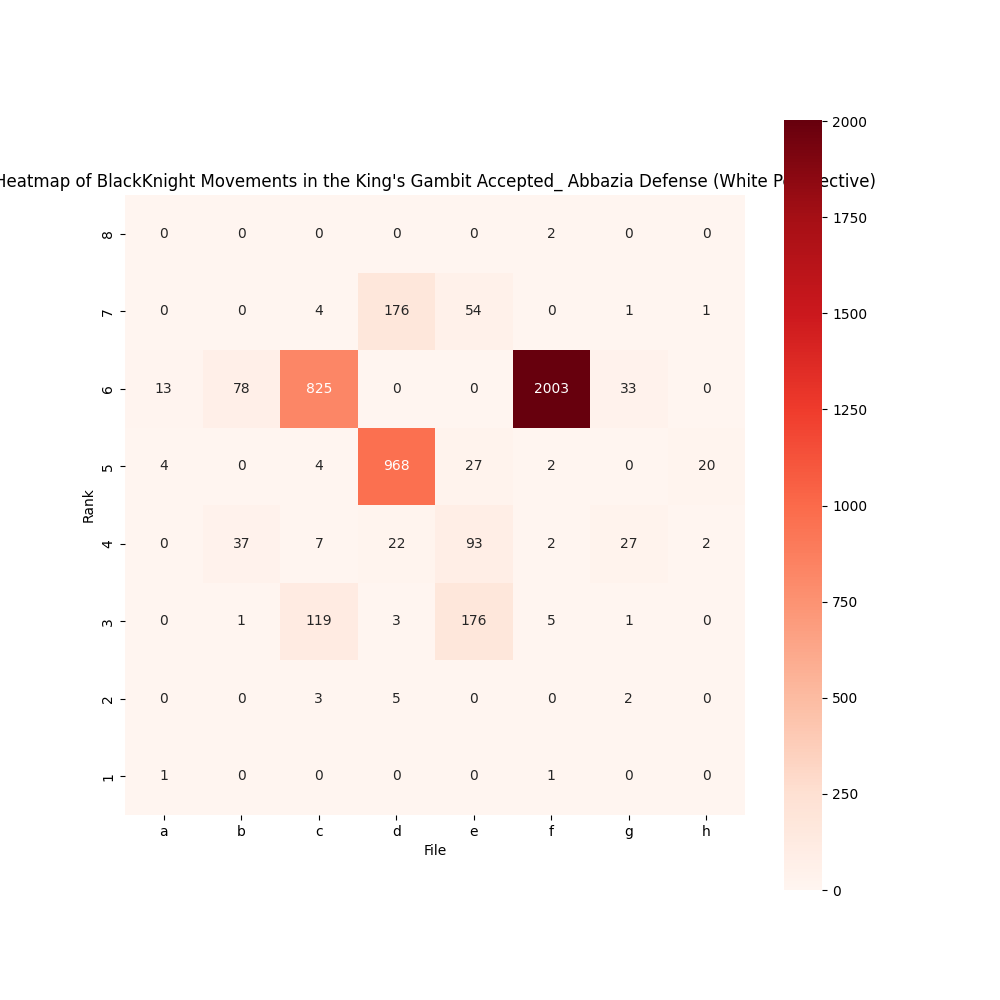 Heatmap of BlackKnight Movements in the King's Gambit Accepted_ Abbazia Defense (White Perspective)
8 0 0 0 0 0 2 0 0
7 0 0 4 176 54 0 1 1
6 13 78 825 0 0 2003 33 0
5 4 0 4 968 27 2 0 20
4 0 37 7 22 93 2 27 2
3 0 1 119 3 176 5 1 0
2 0 0 3 5 0 0 2 0
1 1 0 0 0 0 1 0 0
a b c d e f g h
File
Rank
2000
1750
1500
1250
1000
750
500
250
0